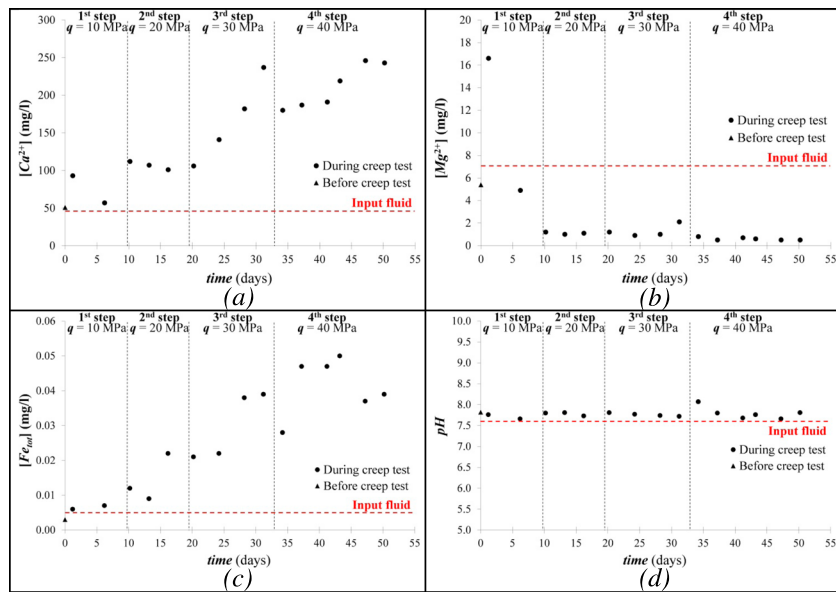 1st step 2nd step 3rd step 4th step
q = 10 MPa q = 20 MPa q = 30 MPa q = 40 MPa
300
250
200
150
100
50
0
[Ca2+] (mg/l)
During creep test
Before creep test
Input fluid
0 5 10 15 20 25 30 35 40 45 50 55
time (days)
(a)
1st step 2nd step 3rd step 4th step
q = 10 MPa q = 20 MPa q = 30 MPa q = 40 MPa
20
18
16
14
12
10
8
6
4
2
0
[Mg2+] (mg/l)
During creep test
Before creep test
Input fluid
0 5 10 15 20 25 30 35 40 45 50 55
time (days)
(b)
1st step 2nd step 3rd step 4th step
q = 10 MPa q = 20 MPa q = 30 MPa q = 40 MPa
0.06
0.05
0.04
0.03
0.02
0.01
0.00
[Fetot] (mg/l)
During creep test
Before creep test
Input fluid
0 5 10 15 20 25 30 35 40 45 50 55
time (days)
(c)
1st step 2nd step 3rd step 4th step
q = 10 MPa q = 20 MPa q = 30 MPa q = 40 MPa
10.0
9.5
9.0
8.5
8.0
7.5
7.0
6.5
6.0
5.5
5.0
pH
Input fluid
During creep test
Before creep test
0 5 10 15 20 25 30 35 40 45 50 55
time (days)
(d)